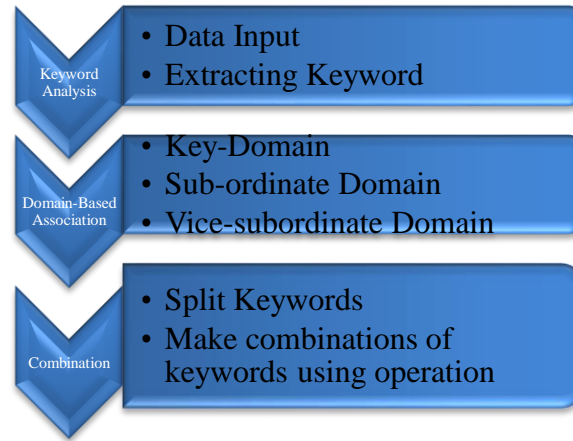 Keyword
Analysis
• Data Input
• Extracting Keyword
Domain-Based
Association
• Key-Domain
• Sub-ordinate Domain
• Vice-subordinate Domain
Combination
• Split Keywords
• Make combinations of
keywords using operation